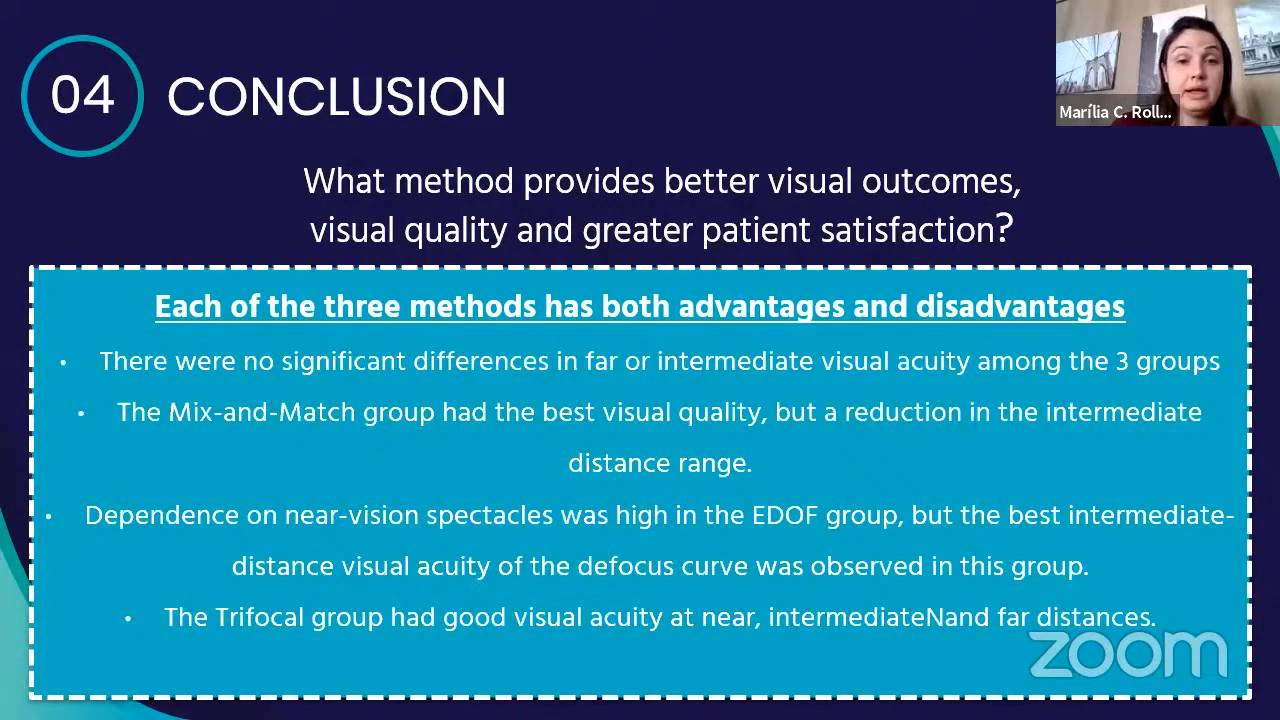 04 CONCLUSION
Marília C. Roll...
What method provides better visual outcomes,
visual quality and greater patient satisfaction?
Each of the three methods has both advantages and disadvantages
• There were no significant differences in far or intermediate visual acuity among the 3 groups
• The Mix-and-Match group had the best visual quality, but a reduction in the intermediate
distance range.
• Dependence on near-vision spectacles was high in the EDOF group, but the best intermediate-
distance visual acuity of the defocus curve was observed in this group.
• The Trifocal group had good visual acuity at near, intermediateNand far distances.
zoom